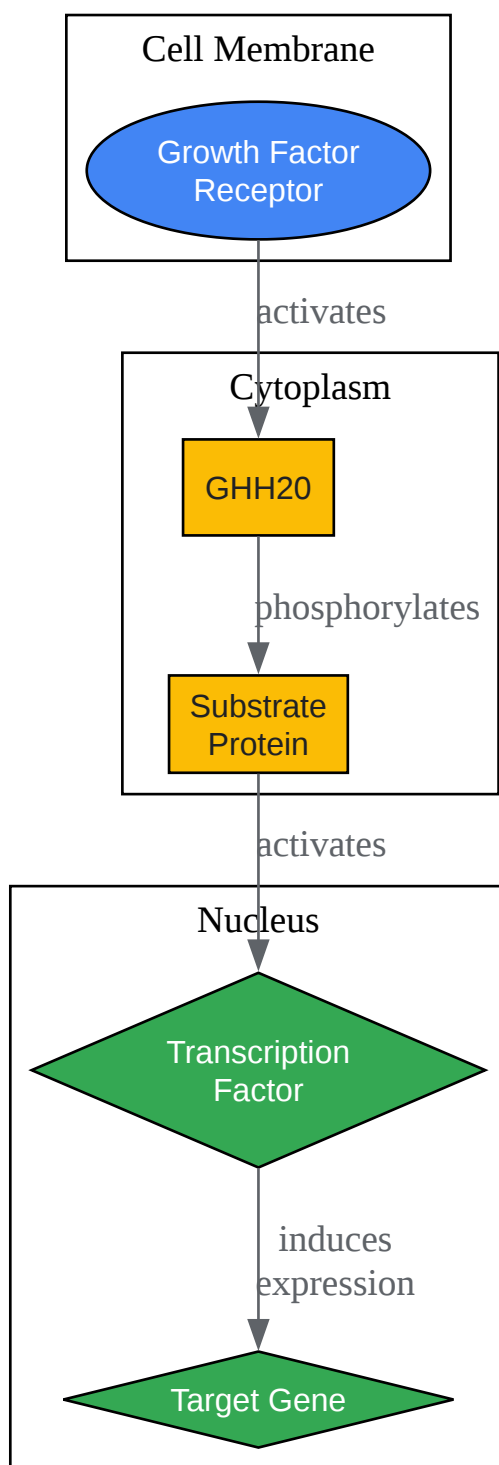 Cell Membrane
Growth Factor
Receptor
activates
Cytoplasm
GHH20
phosphorylates
Substrate
Protein
activates
Nucleus
Transcription
Factor
induces
expression
Target Gene